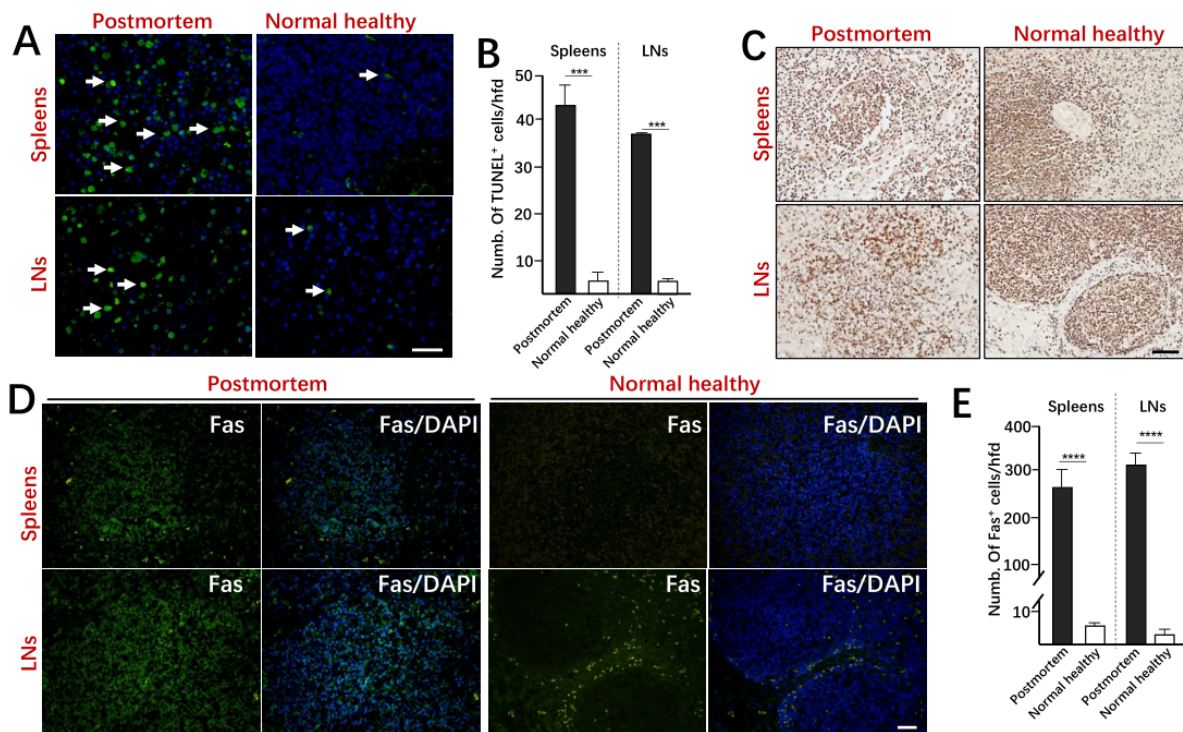 A
Postmortem
Normal healthy
Spleens
LNs
B
Spleens
LNs
Numb. Of TUNEL⁺ cells/hfd
50
40
30
20
10
***
***
Postmortem
Normal healthy
Postmortem
Normal healthy
C
Postmortem
Normal healthy
Spleens
LNs
D
Postmortem
Normal healthy
Spleens
Fas
Fas/DAPI
Fas
Fas/DAPI
LNs
Fas
Fas/DAPI
Fas
Fas/DAPI
E
Spleens
LNs
Numb. Of Fas⁺ cells/hfd
400
300
200
100
10
****
****
Postmortem
Normal healthy
Postmortem
Normal healthy